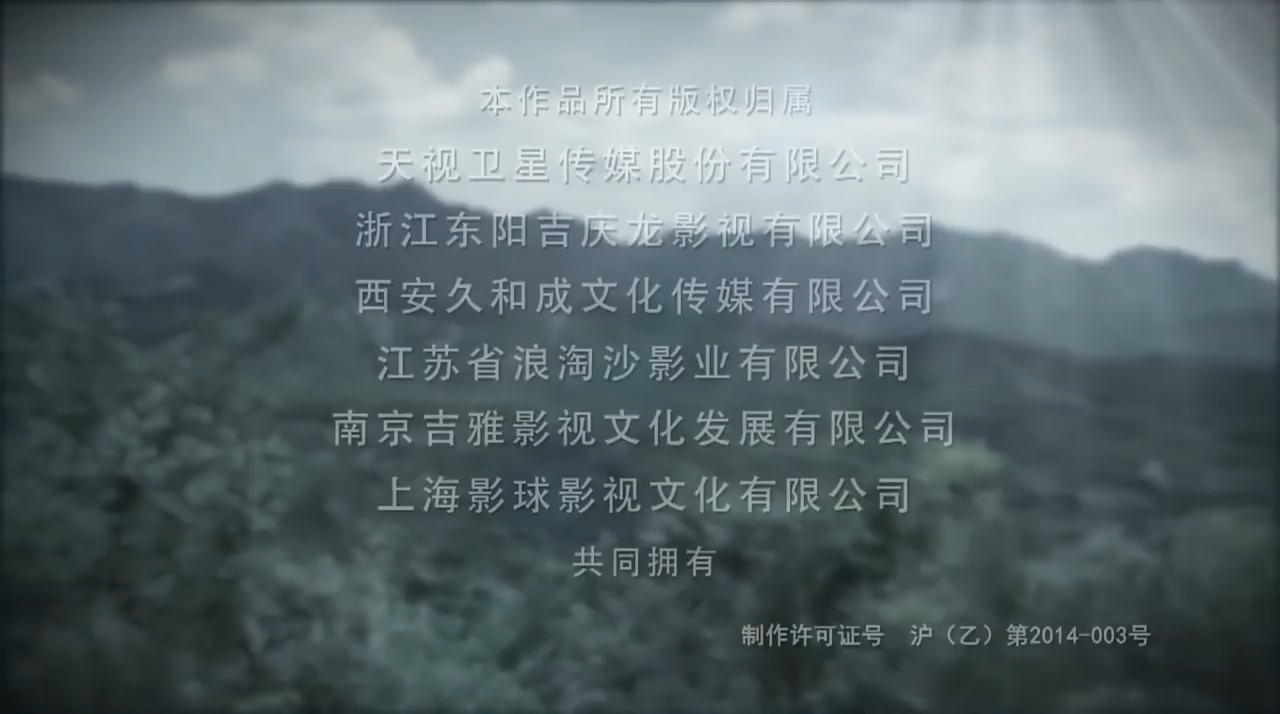 本作品所有版权归属
天视卫星传媒股份有限公司
浙江东阳吉庆龙影视有限公司
西安久和成文化传媒有限公司
江苏省浪淘沙影业有限公司
南京吉雅影视文化发展有限公司
上海影球影视文化有限公司
共同拥有
制作许可证号 沪（乙）第2014-003号